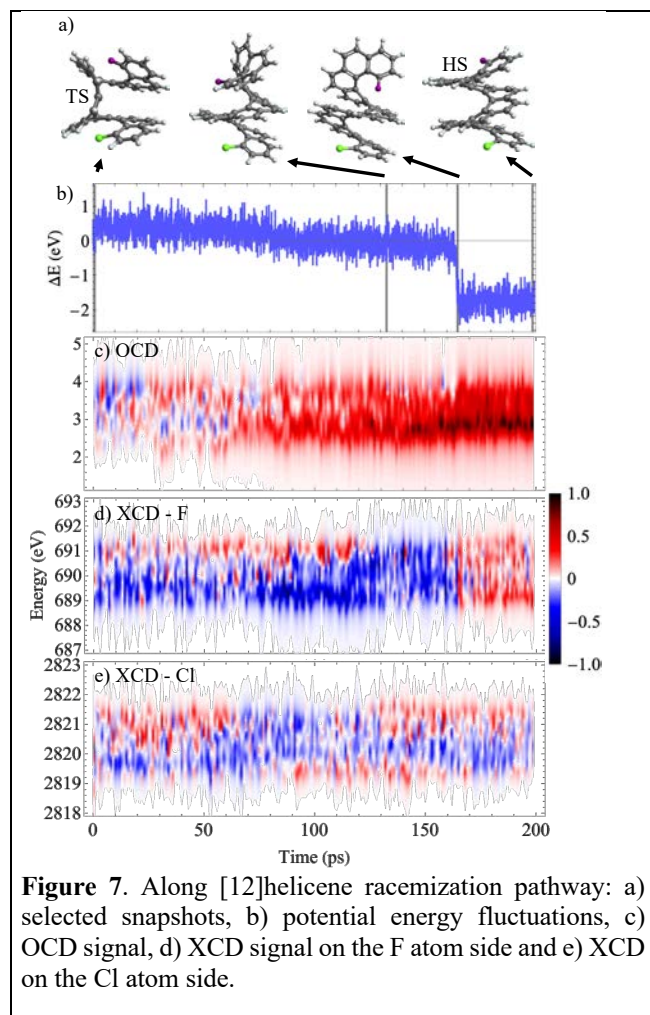 a)
TS
HS
b)
1
0
−1
−2
ΔE (eV)
c) OCD
5
4
3
2
d) XCD - F
693
692
691
690
689
688
687
Energy (eV)
1.0
0.5
0
−0.5
−1.0
e) XCD - Cl
2823
2822
2821
2820
2819
2818
0 50 100 150 200
Time (ps)
Figure 7. Along [12]helicene racemization pathway: a)
selected snapshots, b) potential energy fluctuations, c)
OCD signal, d) XCD signal on the F atom side and e) XCD
on the Cl atom side.